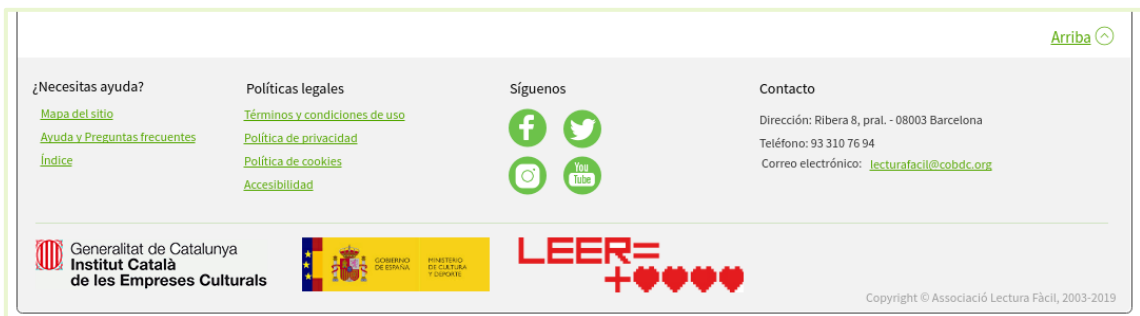 Arriba
¿Necesitas ayuda?
Mapa del sitio
Ayuda y Preguntas frecuentes
Índice
Políticas legales
Términos y condiciones de uso
Política de privacidad
Política de cookies
Accesibilidad
Síguenos
You
Tube
Contacto
Dirección: Ribera 8, pral. - 08003 Barcelona
Teléfono: 93 310 76 94
Correo electrónico: lecturafacil@cobdc.org
Generalitat de Catalunya
Institut Català
de les Empreses Culturals
GOBIERNO
DE ESPAÑA
MINISTERIO
DE CULTURA
Y DEPORTE
LEER=
+
Copyright © Associació Lectura Fàcil, 2003-2019